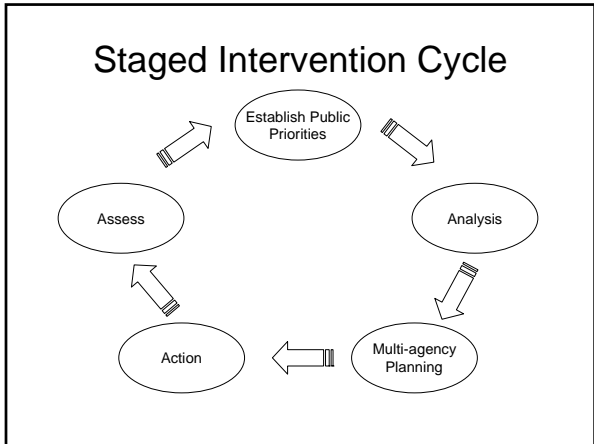 Staged Intervention Cycle
Establish Public
Priorities
Analysis
Multi-agency
Planning
Action
Assess